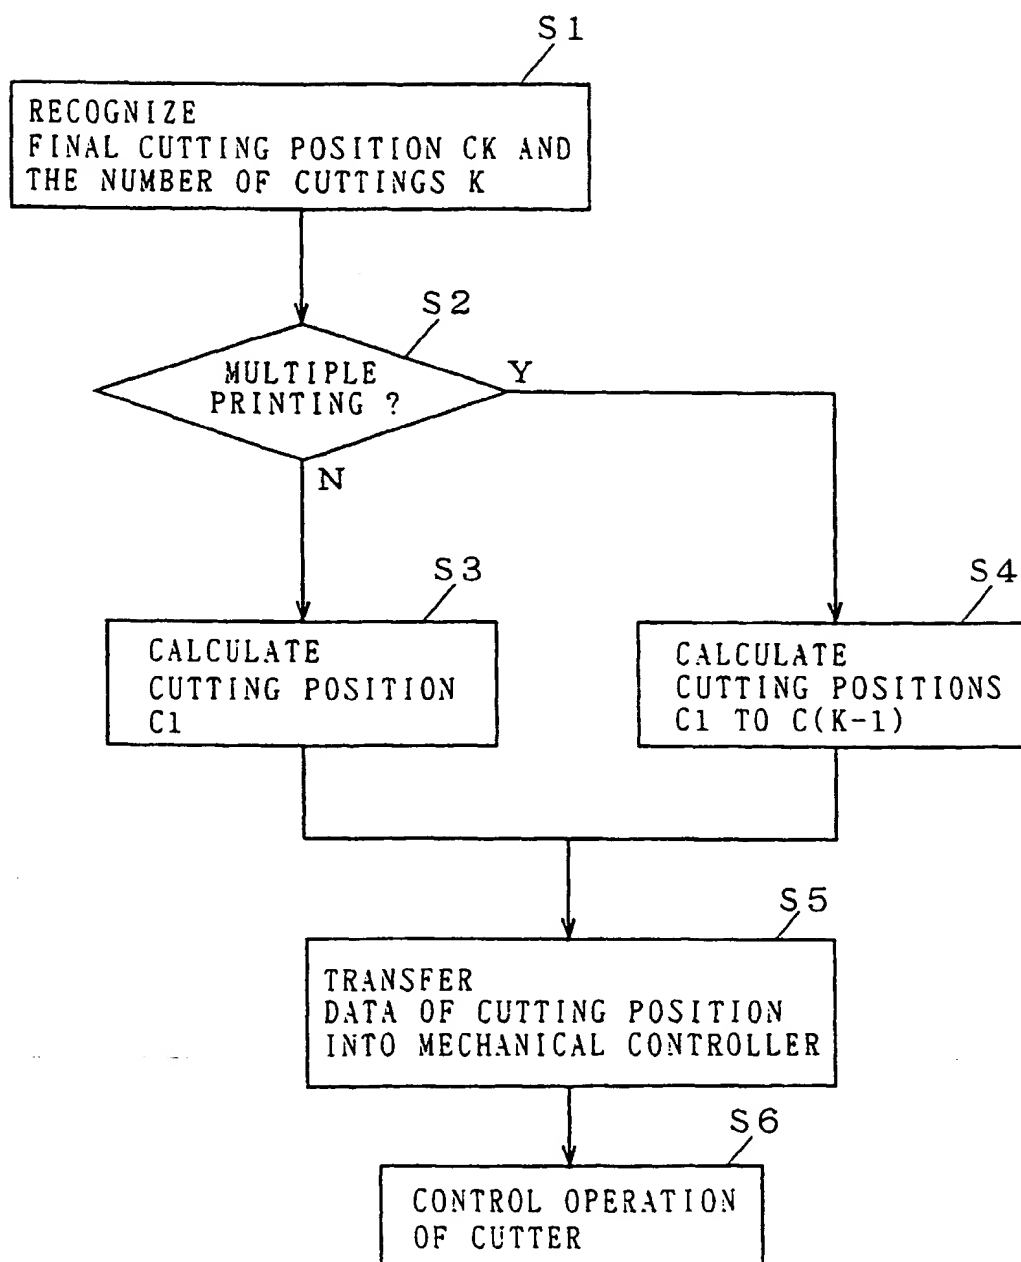 S1
RECOGNIZE
FINAL CUTTING POSITION CK AND
THE NUMBER OF CUTTINGS K
S2
MULTIPLE
PRINTING ?
Y
N
S3
CALCULATE
CUTTING POSITION
C1
S4
CALCULATE
CUTTING POSITIONS
C1 TO C(K-1)
S5
TRANSFER
DATA OF CUTTING POSITION
INTO MECHANICAL CONTROLLER
S6
CONTROL OPERATION
OF CUTTER